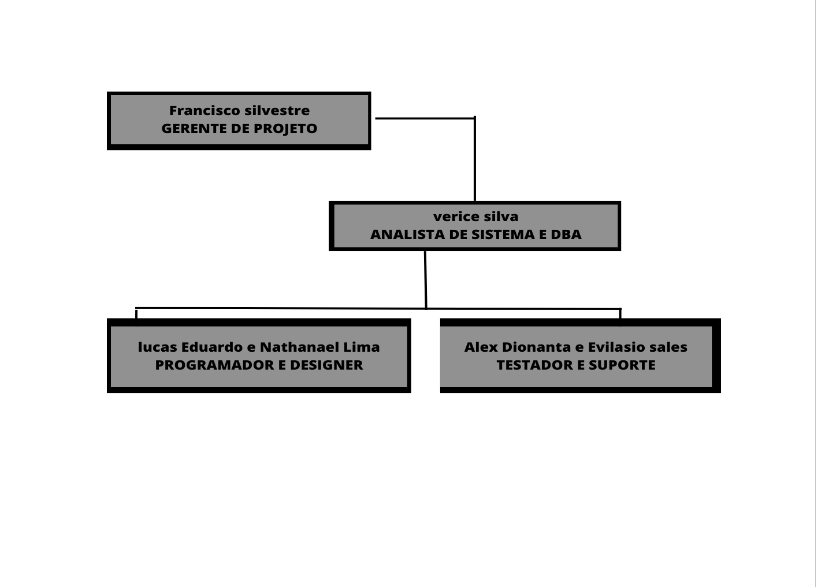 Francisco silvestre
GERENTE DE PROJETO
verice silva
ANALISTA DE SISTEMA E DBA
lucas Eduardo e Nathanael Lima
PROGRAMADOR E DESIGNER
Alex Dionanta e Evilasio sales
TESTADOR E SUPORTE